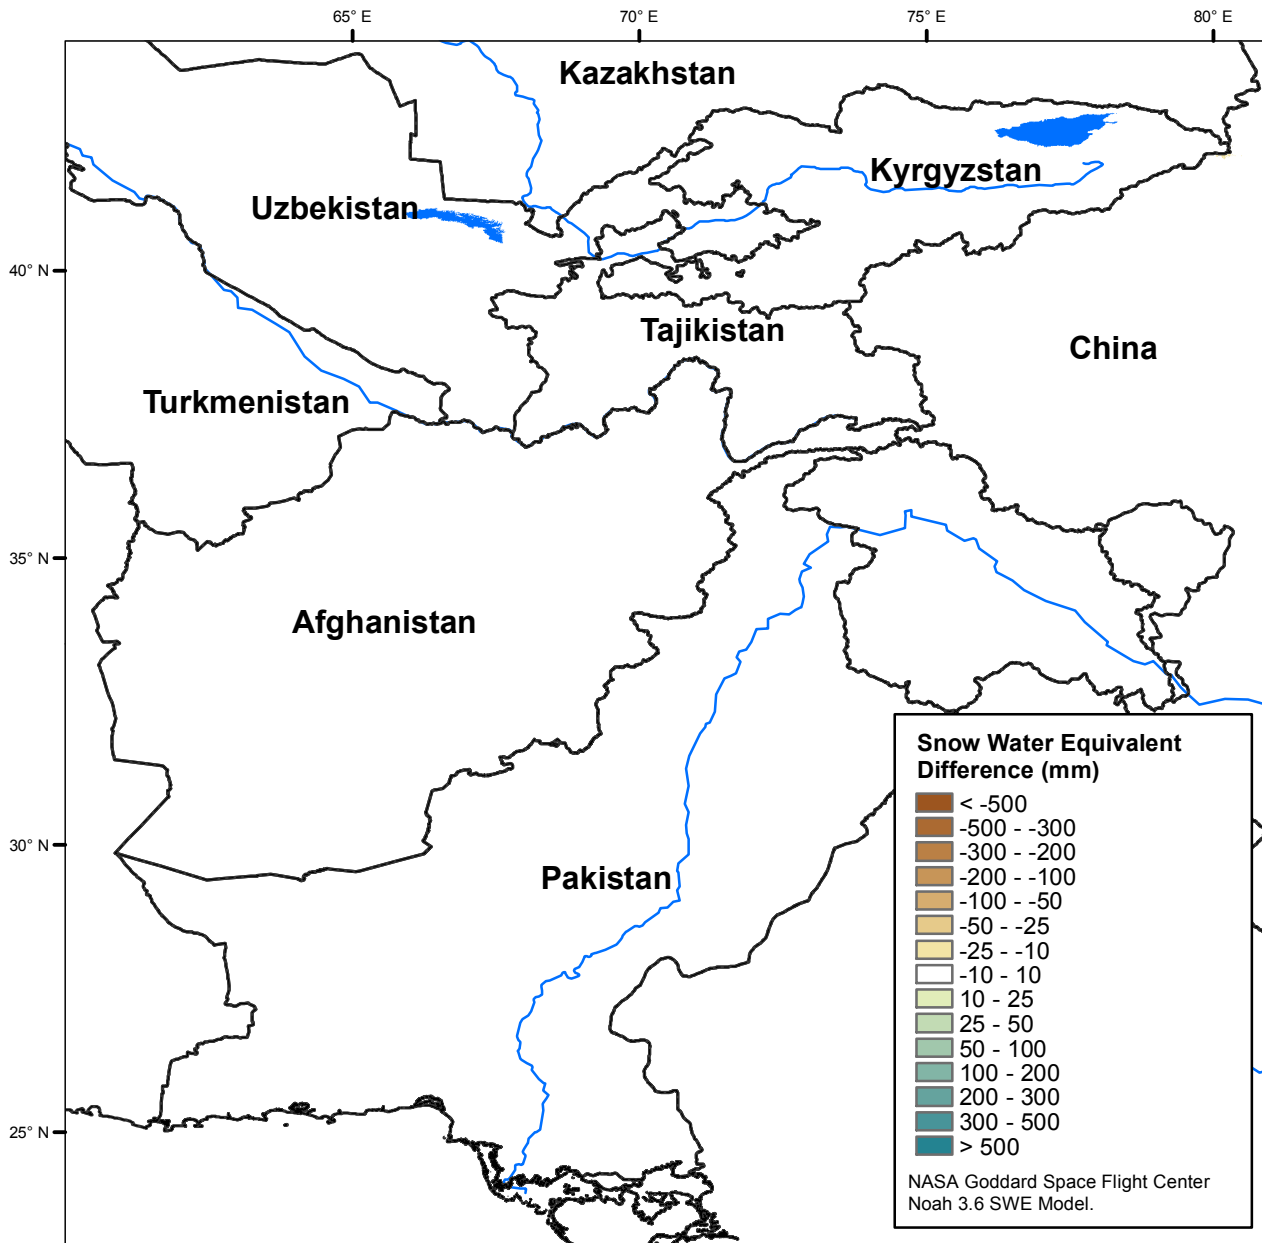 65° E
70° E
75° E
80° E
Kazakhstan
Kyrgyzstan
Uzbekistan
40° N
Tajikistan
China
Turkmenistan
35° N
Afghanistan
30° N
Pakistan
25° N
Snow Water Equivalent
Difference (mm)
< -500
-500 - -300
-300 - -200
-200 - -100
-100 - -50
-50 - -25
-25 - -10
-10 - 10
10 - 25
25 - 50
50 - 100
100 - 200
200 - 300
300 - 500
> 500
NASA Goddard Space Flight Center
Noah 3.6 SWE Model.